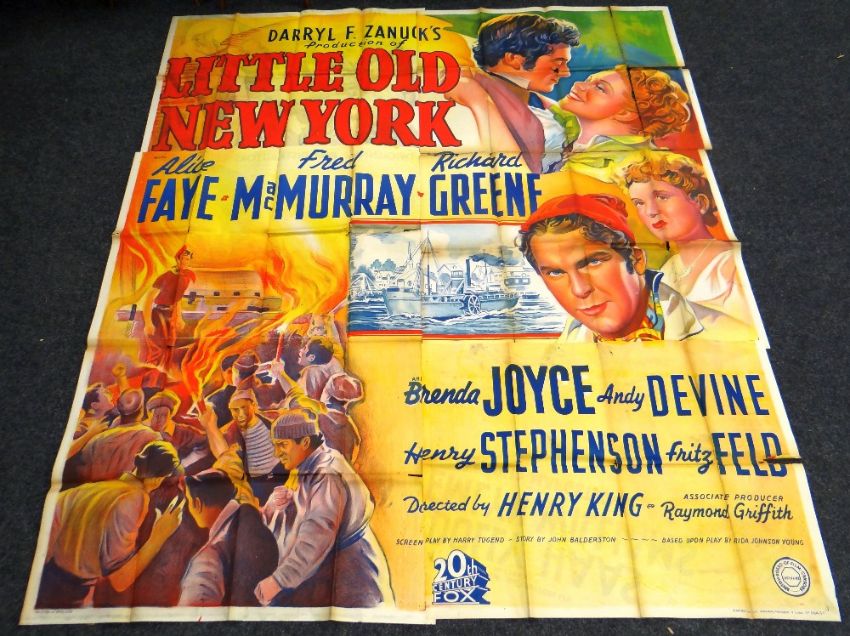 DARRYL F. ZANUCK'S
Production of
LITTLE OLD
NEW YORK
Alice Fred Richard
FAYE - MacMURRAY - GREENE
AND
Brenda JOYCE Andy DEVINE
Henry STEPHENSON Fritz FELD
Directed by HENRY KING
ASSOCIATE PRODUCER
Raymond Griffith
SCREEN PLAY BY HARRY TUGEND - STORY BY JOHN BALDERSTON - BASED UPON PLAY BY RIDA JOHNSON YOUNG
20th
CENTURY
FOX